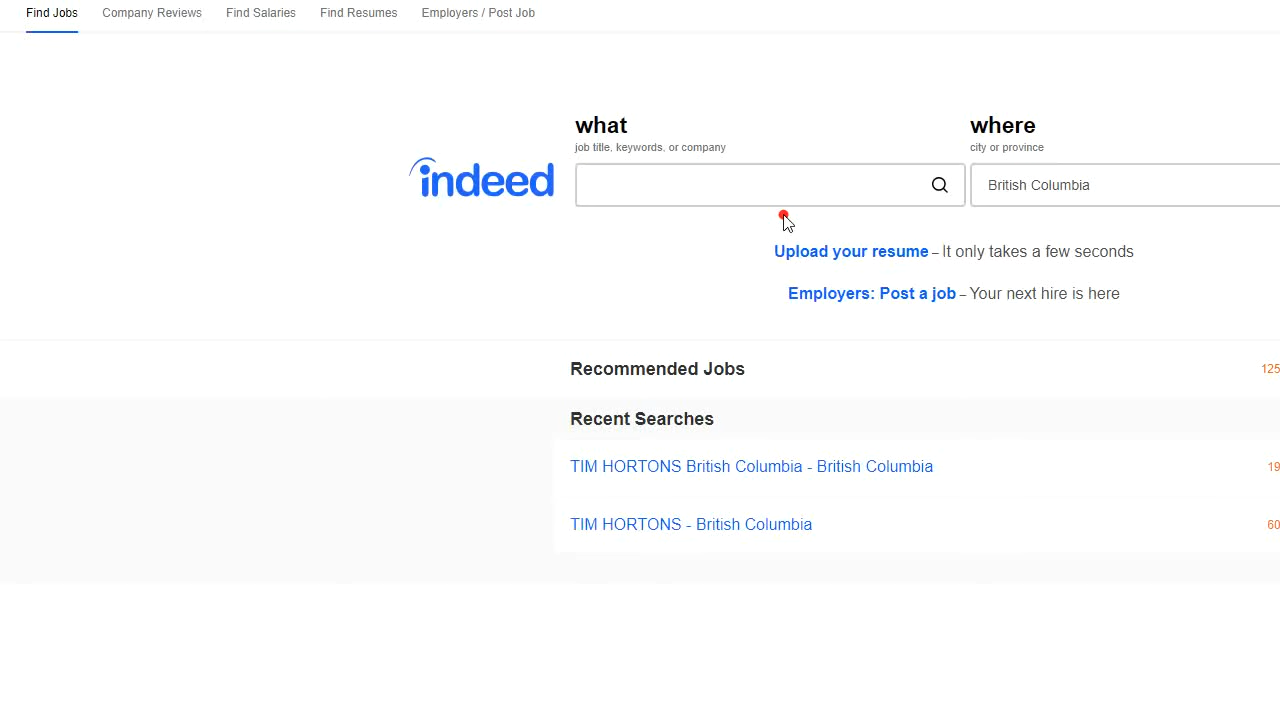 Find Jobs Company Reviews Find Salaries Find Resumes Employers / Post Job
what where
job title, keywords, or company city or province
indeed
British Columbia
Upload your resume – It only takes a few seconds
Employers: Post a job – Your next hire is here
Recommended Jobs 125
Recent Searches
TIM HORTONS British Columbia - British Columbia 19
TIM HORTONS - British Columbia 60